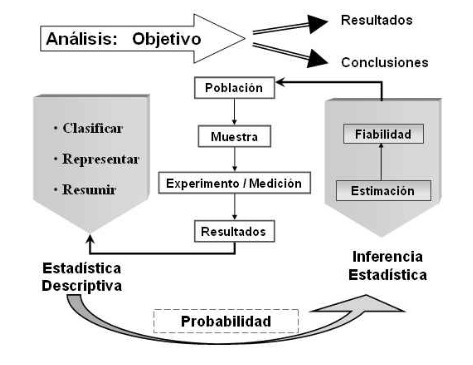 Análisis: Objetivo
Resultados
Conclusiones
Población
Muestra
Experimento / Medición
Resultados
· Clasificar
· Representar
· Resumir
Estadística
Descriptiva
Fiabilidad
Estimación
Inferencia
Estadística
Probabilidad